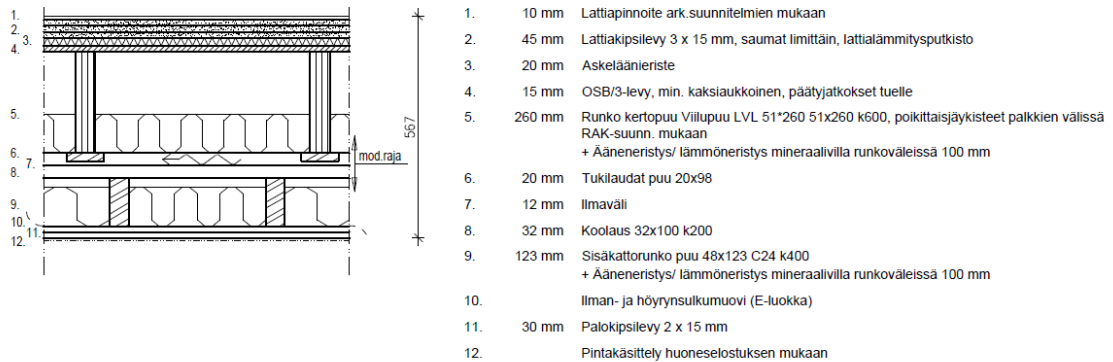 1.
2.
3.
4.
5.
6.
7.
8.
9.
10.
11.
12.
567
mod.raja
1. 10 mm Lattiapinnoite ark.suunnitelmien mukaan
2. 45 mm Lattiakipsilevy 3 x 15 mm, saumat limittäin, lattialämmitysputkisto
3. 20 mm Askeläänieriste
4. 15 mm OSB/3-levy, min. kaksiaukkoinen, päätyjatkokset tuelle
5. 260 mm Runko kertopuu Viilupuu LVL 51*260 51x260 k600, poikittaisjäykisteet palkkien välissä
RAK-suunn. mukaan
+ Ääneneristys/ lämmöneristys mineraalivilla runkoväleissä 100 mm
6. 20 mm Tukilaudat puu 20x98
7. 12 mm Ilmaväli
8. 32 mm Koolaus 32x100 k200
9. 123 mm Sisäkattorunko puu 48x123 C24 k400
+ Ääneneristys/ lämmöneristys mineraalivilla runkoväleissä 100 mm
10. Ilman- ja höyrynsulkumuovi (E-luokka)
11. 30 mm Palokipsilevy 2 x 15 mm
12. Pintakäsittely huoneselostuksen mukaan